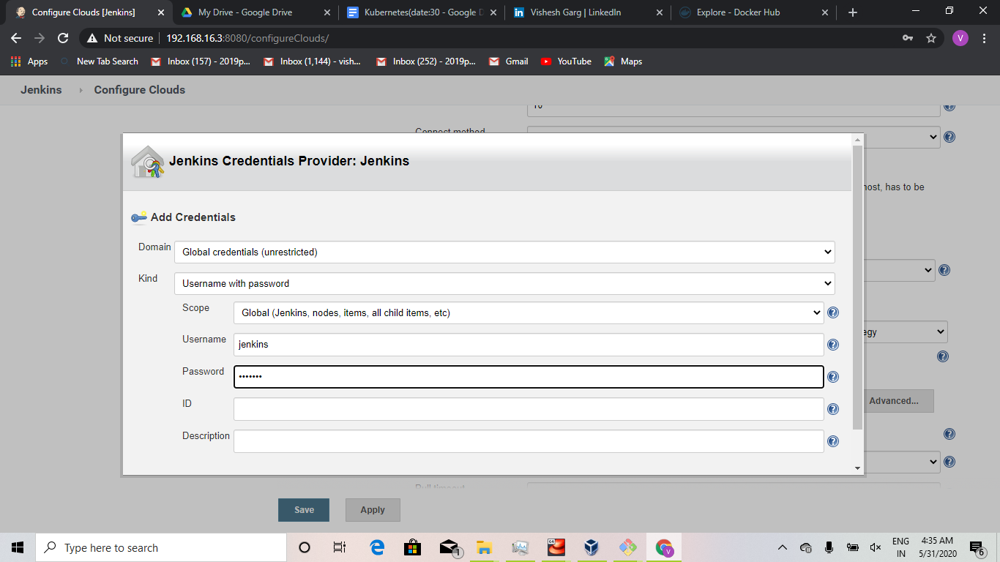 Configure Clouds [Jenkins]
My Drive - Google Drive
Kubernetes(date:30 - Google D
Vishesh Garg | LinkedIn
Explore - Docker Hub
Not secure
192.168.16.3:8080/configureClouds/
V
Apps
New Tab Search
Inbox (157) - 2019p...
Inbox (1,144) - vish...
Inbox (252) - 2019p...
Gmail
YouTube
Maps
Jenkins
Configure Clouds
10
Connect method
Jenkins Credentials Provider: Jenkins
host, has to be
Add Credentials
Domain
Global credentials (unrestricted)
Kind
Username with password
Scope
Global (Jenkins, nodes, items, all child items, etc)
Username
jenkins
egy
Password
•••••••
ID
Advanced...
Description
Pull timeout
Save
Apply
Type here to search
1
V
ENG
IN
4:35 AM
5/31/2020
6